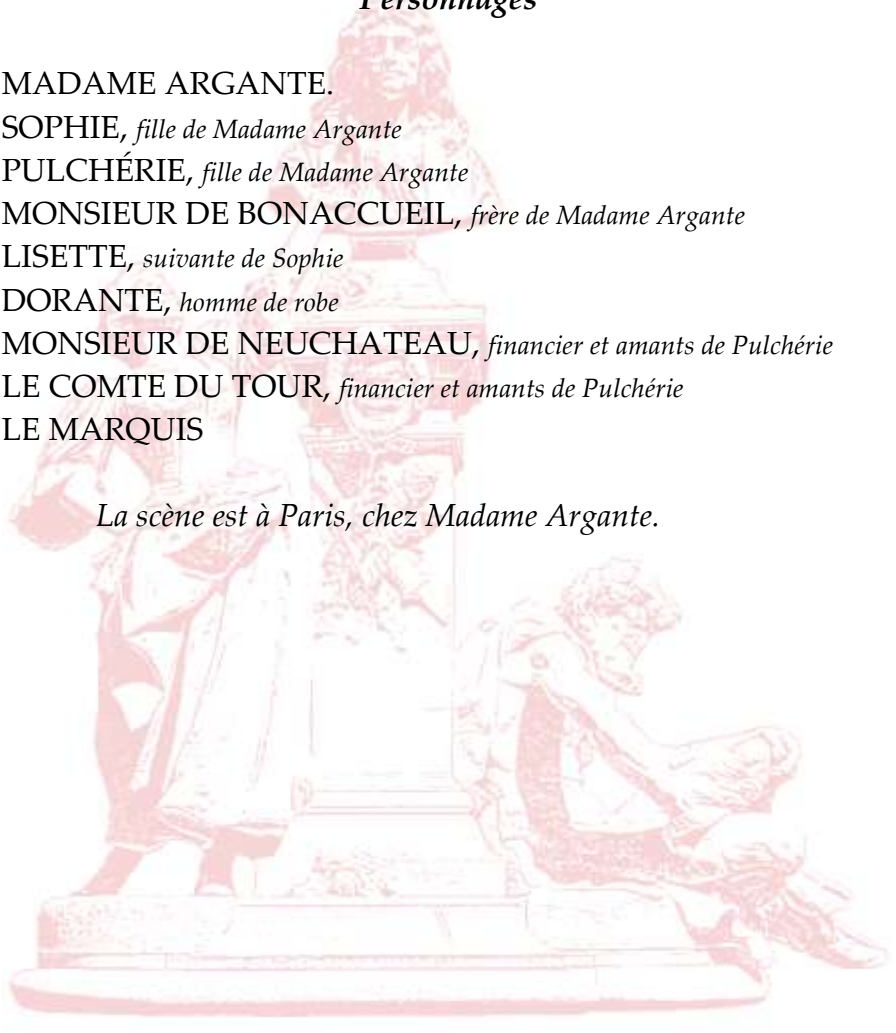 Personnages
MADAME ARGANTE.
SOPHIE, fille de Madame Argante
PULCHÉRIE, fille de Madame Argante
MONSIEUR DE BONACCUEIL, frère de Madame Argante
LISETTE, suivante de Sophie
DORANTE, homme de robe
MONSIEUR DE NEUCHATEAU, financier et amants de Pulchérie
LE COMTE DU TOUR, financier et amants de Pulchérie
LE MARQUIS
La scène est à Paris, chez Madame Argante.